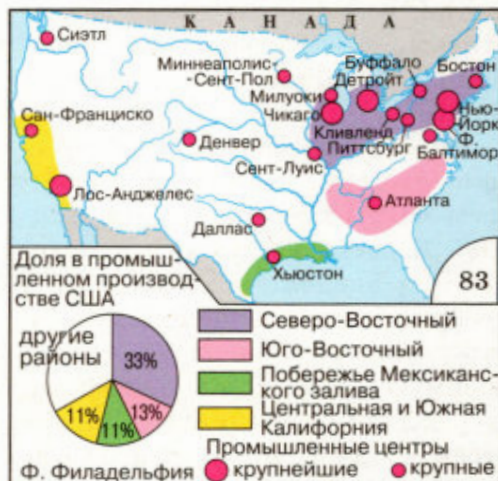 КАНАДА
Сиэтл
Миннеаполис-
-Сент-Пол
Буффало
Бостон
Милуоки
Детройт
Чикаго
Нью-
Йорк
Сан-Франциско
Кливленд
Питтсбург
Ф.
Балтимор
Денвер
Сент-Луис
Лос-Анджелес
Атланта
Даллас
Хьюстон
83
Доля в промыш-
ленном производ-
стве США
другие
районы
33%
13%
11%
11%
Северо-Восточный
Юго-Восточный
Побережье Мексиканс-
кого залива
Центральная и Южная
Калифорния
Промышленные центры
Ф. Филадельфия
крупнейшие
крупные